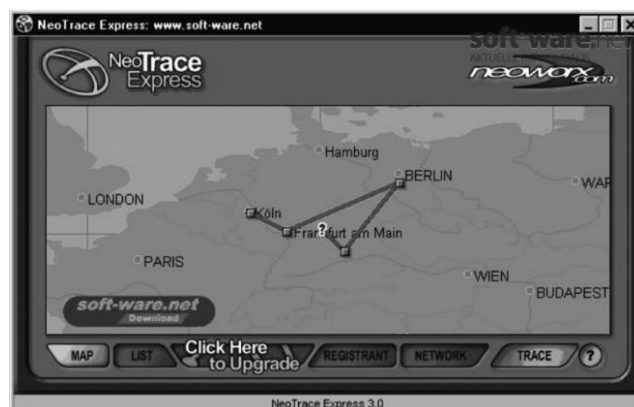 NeoTrace Express: www.soft-ware.net
soft-ware.net
NeoTrace
Express
neoworx.com
Hamburg
BERLIN
LONDON
WAR
Köln
Frankfurt am Main
?
PARIS
WIEN
BUDAPEST
soft-ware.net
Download
MAP
LIST
Click Here
to Upgrade
REGISTRANT
NETWORK
TRACE
?
NeoTrace Express 3.0